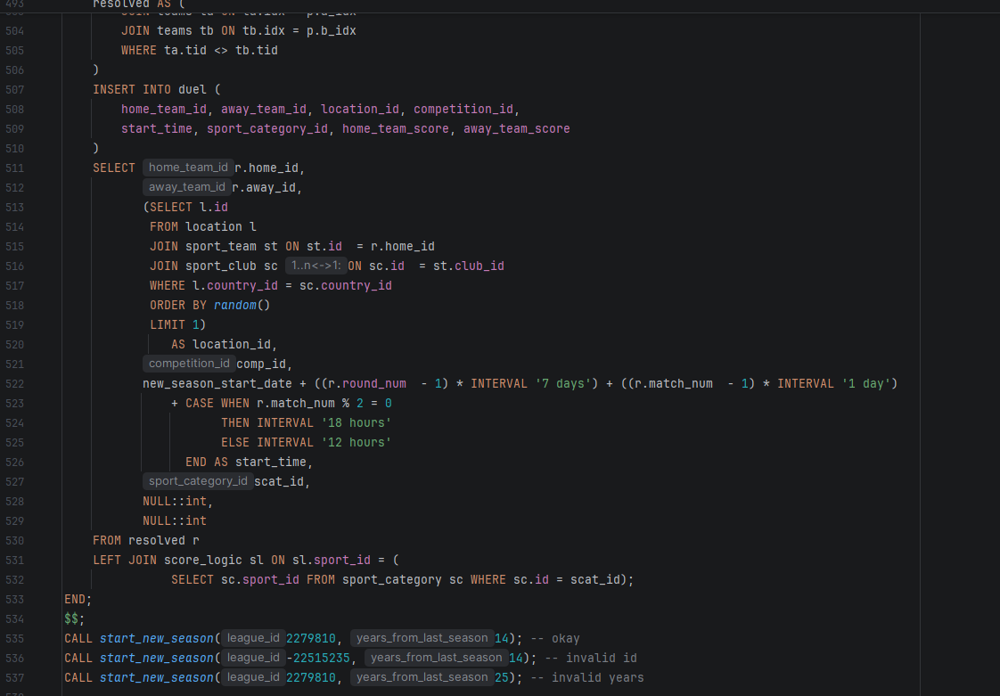 493 resolved AS (
504 JOIN teams tb ON tb.idx = p.b_idx
505 WHERE ta.tid <> tb.tid
506 )
507 INSERT INTO duel (
508 home_team_id, away_team_id, location_id, competition_id,
509 start_time, sport_category_id, home_team_score, away_team_score
510 )
511 SELECT home_team_id r.home_id,
512 away_team_id r.away_id,
513 (SELECT l.id
514 FROM location l
515 JOIN sport_team st ON st.id  = r.home_id
516 JOIN sport_club sc 1..n<->1: ON sc.id  = st.club_id
517 WHERE l.country_id = sc.country_id
518 ORDER BY random()
519 LIMIT 1)
520 AS location_id,
521 competition_id comp_id,
522 new_season_start_date + ((r.round_num  - 1) * INTERVAL '7 days') + ((r.match_num  - 1) * INTERVAL '1 day')
523 + CASE WHEN r.match_num % 2 = 0
524 THEN INTERVAL '18 hours'
525 ELSE INTERVAL '12 hours'
526 END AS start_time,
527 sport_category_id scat_id,
528 NULL::int,
529 NULL::int
530 FROM resolved r
531 LEFT JOIN score_logic sl ON sl.sport_id = (
532 SELECT sc.sport_id FROM sport_category sc WHERE sc.id = scat_id);
533 END;
534 $$;
535 CALL start_new_season( league_id 2279810, years_from_last_season 14); -- okay
536 CALL start_new_season( league_id -22515235, years_from_last_season 14); -- invalid id
537 CALL start_new_season( league_id 2279810, years_from_last_season 25); -- invalid years